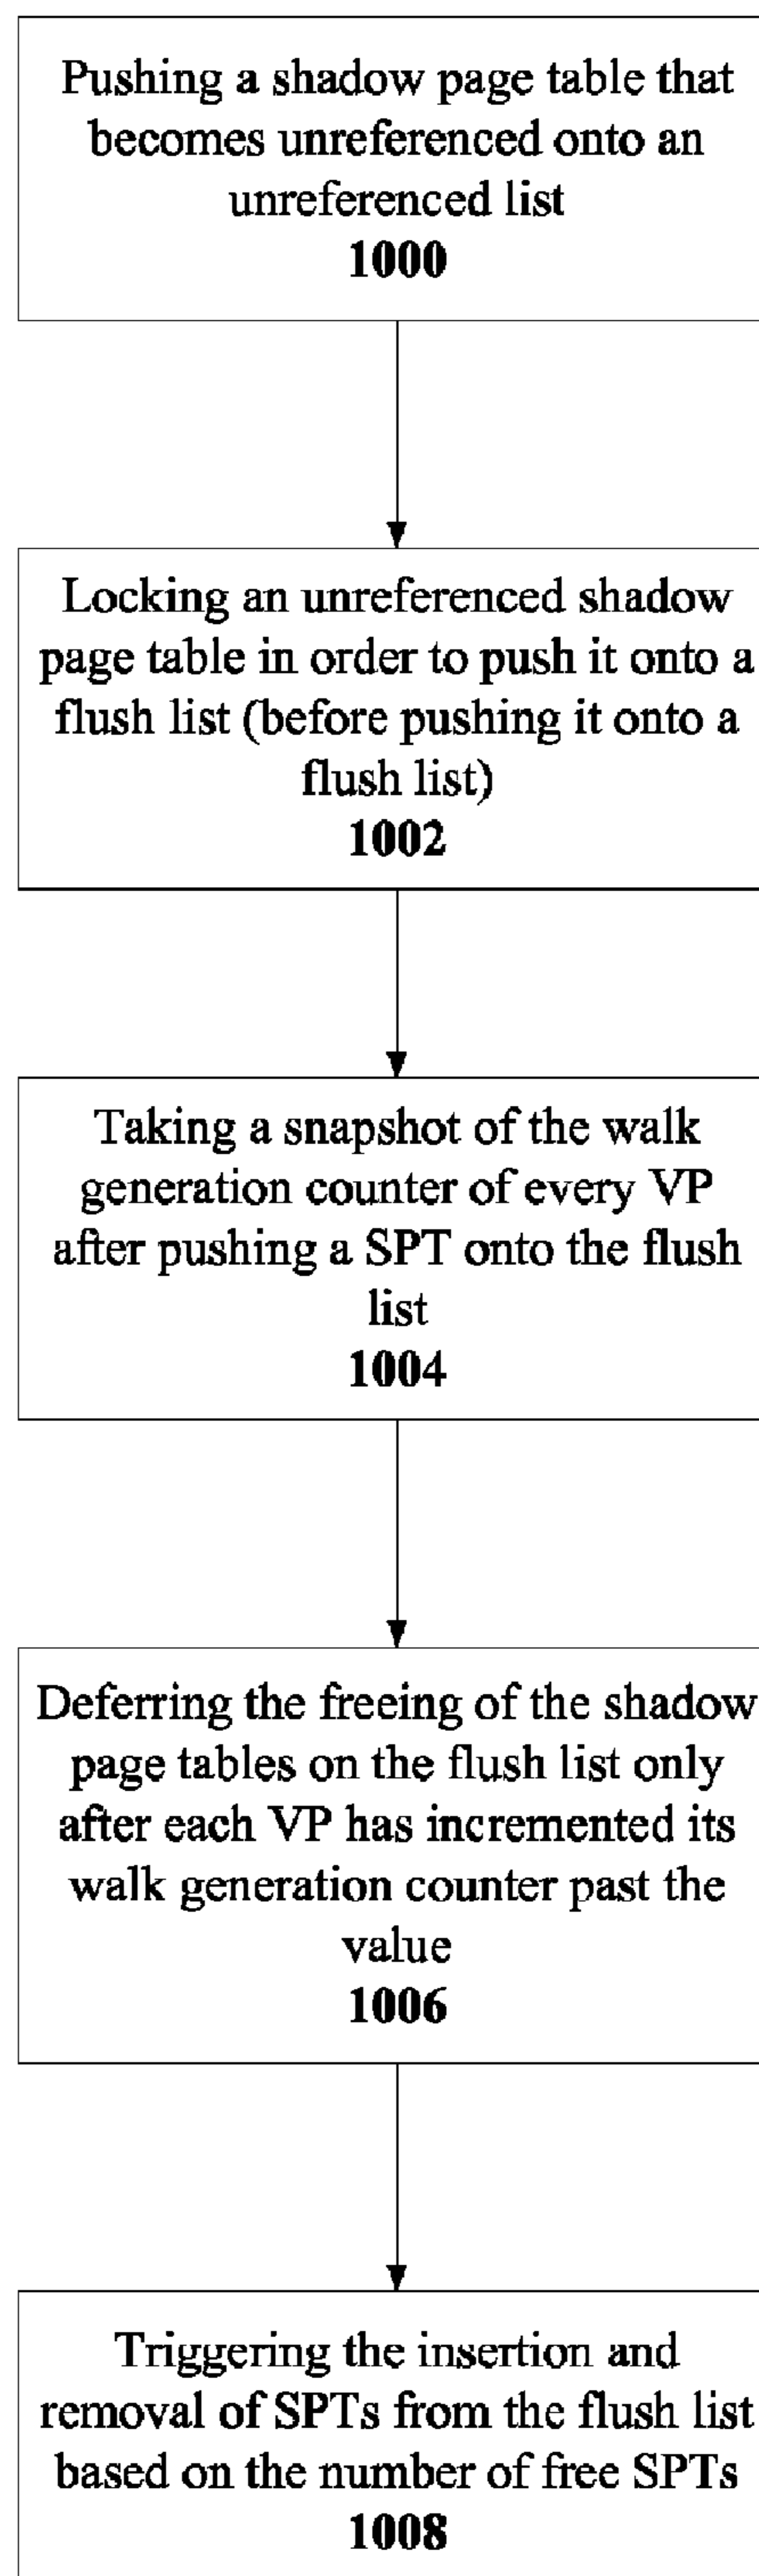 Pushing a shadow page table that
becomes unreferenced onto an
unreferenced list
1000
Locking an unreferenced shadow
page table in order to push it onto a
flush list (before pushing it onto a
flush list)
1002
Taking a snapshot of the walk
generation counter of every VP
after pushing a SPT onto the flush
list
1004
Deferring the freeing of the shadow
page tables on the flush list only
after each VP has incremented its
walk generation counter past the
value
1006
Triggering the insertion and
removal of SPTs from the flush list
based on the number of free SPTs
1008